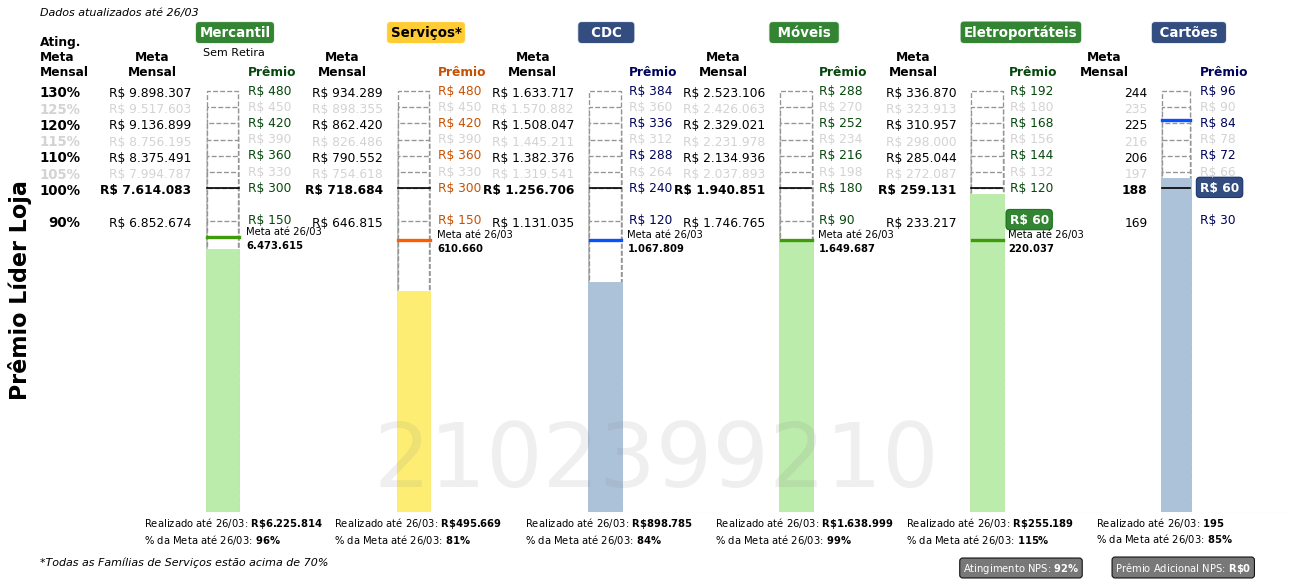 Dados atualizados até 26/03
Mercantil Serviços* CDC Móveis Eletroportáteis Cartões
Sem Retira
Ating. Meta Mensal
Meta Mensal Prêmio Meta Mensal Prêmio Meta Mensal Prêmio Meta Mensal Prêmio Meta Mensal Prêmio Meta Mensal Prêmio
130% R$ 9.898.307 R$ 480 R$ 934.289 R$ 480 R$ 1.633.717 R$ 384 R$ 2.523.106 R$ 288 R$ 336.870 R$ 192 244 R$ 96
125% R$ 9.517.603 R$ 450 R$ 898.355 R$ 450 R$ 1.570.882 R$ 360 R$ 2.426.063 R$ 270 R$ 323.913 R$ 180 235 R$ 90
120% R$ 9.136.899 R$ 420 R$ 862.420 R$ 420 R$ 1.508.047 R$ 336 R$ 2.329.021 R$ 252 R$ 310.957 R$ 168 225 R$ 84
115% R$ 8.756.195 R$ 390 R$ 826.486 R$ 390 R$ 1.445.211 R$ 312 R$ 2.231.978 R$ 234 R$ 298.000 R$ 156 216 R$ 78
110% R$ 8.375.491 R$ 360 R$ 790.552 R$ 360 R$ 1.382.376 R$ 288 R$ 2.134.936 R$ 216 R$ 285.044 R$ 144 206 R$ 72
105% R$ 7.994.787 R$ 330 R$ 754.618 R$ 330 R$ 1.319.541 R$ 264 R$ 2.037.893 R$ 198 R$ 272.087 R$ 132 197 R$ 66
100% R$ 7.614.083 R$ 300 R$ 718.684 R$ 300 R$ 1.256.706 R$ 240 R$ 1.940.851 R$ 180 R$ 259.131 R$ 120 188 R$ 60
90% R$ 6.852.674 R$ 150 R$ 646.815 R$ 150 R$ 1.131.035 R$ 120 R$ 1.746.765 R$ 90 R$ 233.217 R$ 60 169 R$ 30
Meta até 26/03 Meta até 26/03 Meta até 26/03 Meta até 26/03 Meta até 26/03
6.473.615 610.660 1.067.809 1.649.687 220.037
Prêmio Líder Loja
2102399210
Realizado até 26/03: R$6.225.814 Realizado até 26/03: R$495.669 Realizado até 26/03: R$898.785 Realizado até 26/03: R$1.638.999 Realizado até 26/03: R$255.189 Realizado até 26/03: 195
% da Meta até 26/03: 96% % da Meta até 26/03: 81% % da Meta até 26/03: 84% % da Meta até 26/03: 99% % da Meta até 26/03: 115% % da Meta até 26/03: 85%
*Todas as Famílias de Serviços estão acima de 70%
Atingimento NPS: 92% Prêmio Adicional NPS: R$0